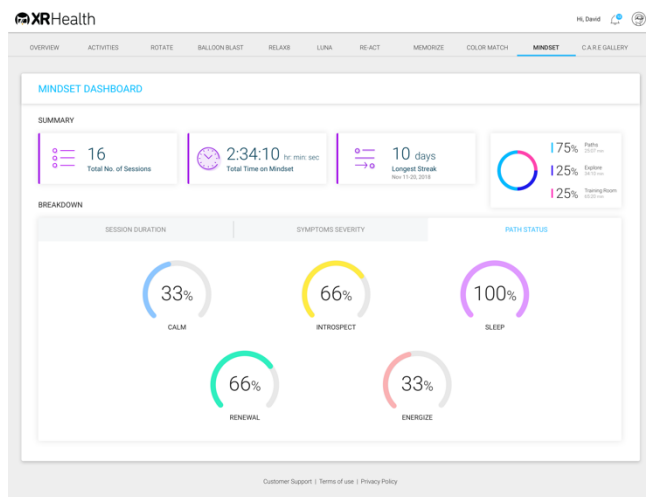 XRHealth
Hi, David
OVERVIEW ACTIVITIES ROTATE BALLOON BLAST RELAX8 LUNA RE-ACT MEMORIZE COLOR MATCH MINDSET C.A.R.E GALLERY
MINDSET DASHBOARD
SUMMARY
16
Total No. of Sessions
2:34:10 hr: min: sec
Total Time on Mindset
10 days
Longest Streak
Nov 11-20, 2018
75% Paths
25% Explore
25% Training Room
BREAKDOWN
SESSION DURATION SYMPTOMS SEVERITY PATH STATUS
33%
CALM
66%
INTROSPECT
100%
SLEEP
66%
RENEWAL
33%
ENERGIZE
Customer Support | Terms of use | Privacy Policy